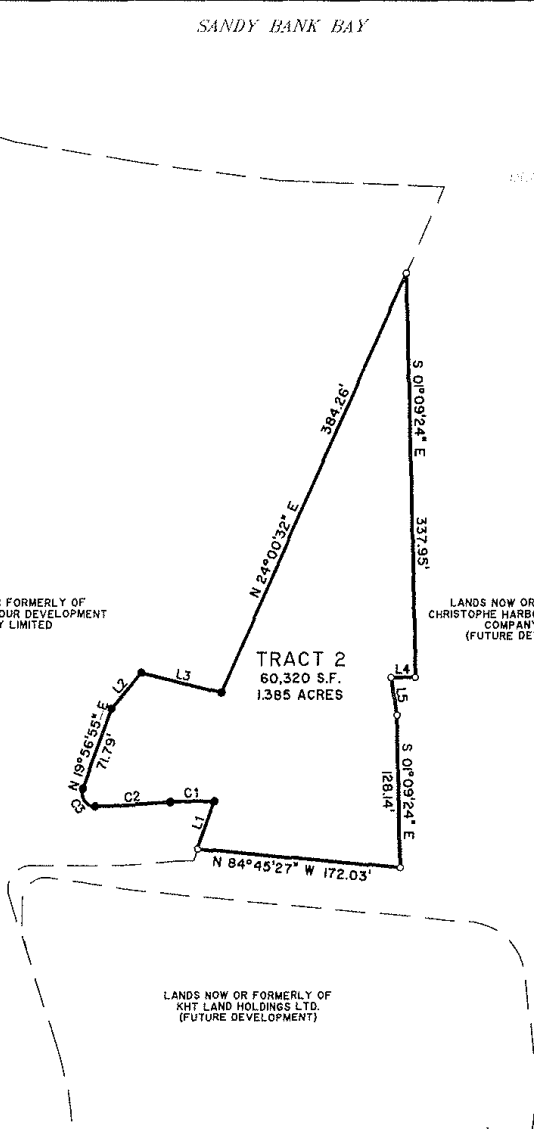 SANDY BANK BAY
S 01°09'24" E
337.95'
384.26'
N 24°00'32" E
FORMERLY OF
OUR DEVELOPMENT
LIMITED
LANDS NOW OR
CHRISTOPHE HARBO
COMPANY
(FUTURE DE
TRACT 2
60,320 S.F.
1.385 ACRES
L4
L3
L2
L5
N 19°56'55" E
71.79'
S 01°09'24" E
128.14'
C3
C2
C1
L1
N 84°45'27" W 172.03'
LANDS NOW OR FORMERLY OF
KHT LAND HOLDINGS LTD.
(FUTURE DEVELOPMENT)